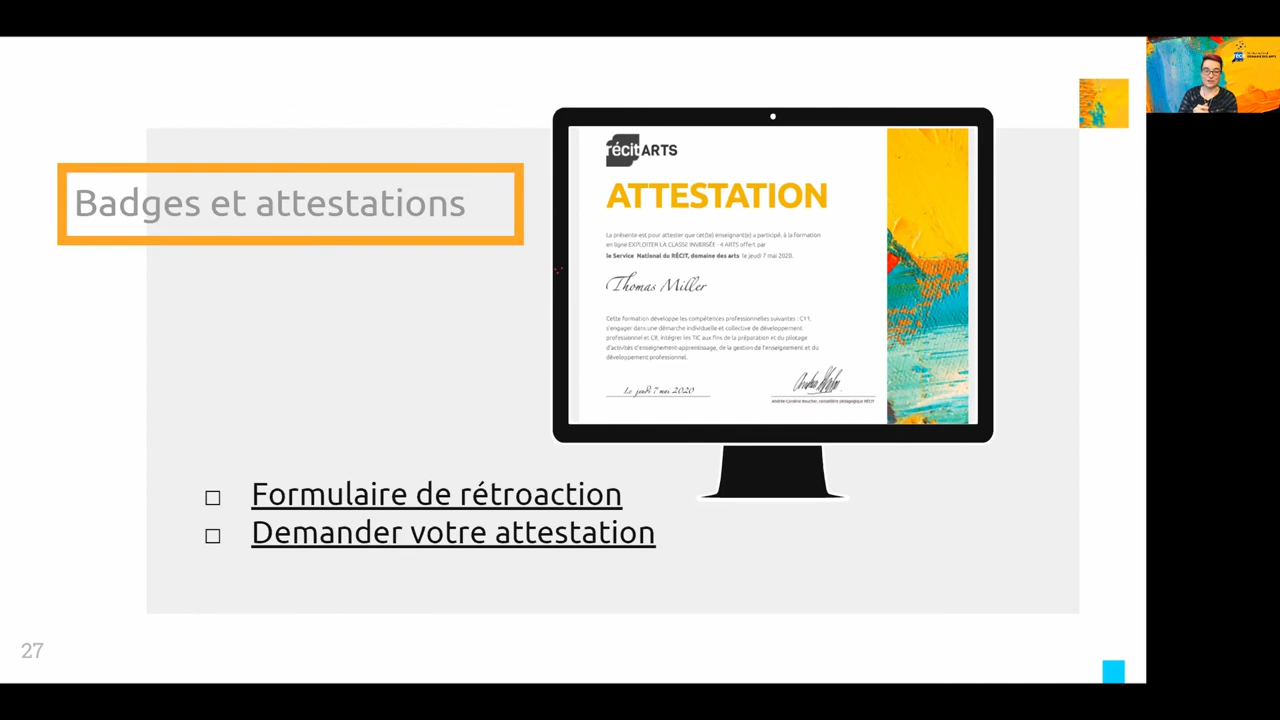 Badges et attestations
récitARTS
ATTESTATION
La présente est pour attester que cet(te) enseignant(e) a participé, à la formation
en ligne EXPLOITER LA CLASSE INVERSÉE - 4 ARTS offert par
le Service National du RÉCIT, domaine des arts le jeudi 7 mai 2020.
Thomas Miller
Cette formation développe les compétences professionnelles suivantes : C11,
s'engager dans une démarche individuelle et collective de développement
professionnel et C8, intégrer les TIC aux fins de la préparation et du pilotage
d'activités d'enseignement-apprentissage, de la gestion de l'enseignement et du
développement professionnel.
Le jeudi 7 mai 2020
Andrée-Caroline Boucher, conseillère pédagogique RÉCIT
Formulaire de rétroaction
Demander votre attestation
27
récit
DOMAINE DES ARTS